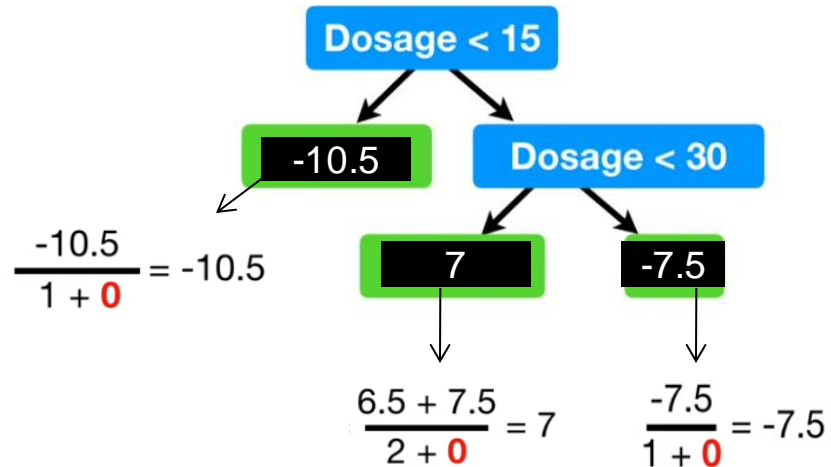 Dosage < 15
-10.5
Dosage < 30
-10.5
1 + 0
= -10.5
7
-7.5
6.5 + 7.5
2 + 0
= 7
-7.5
1 + 0
= -7.5